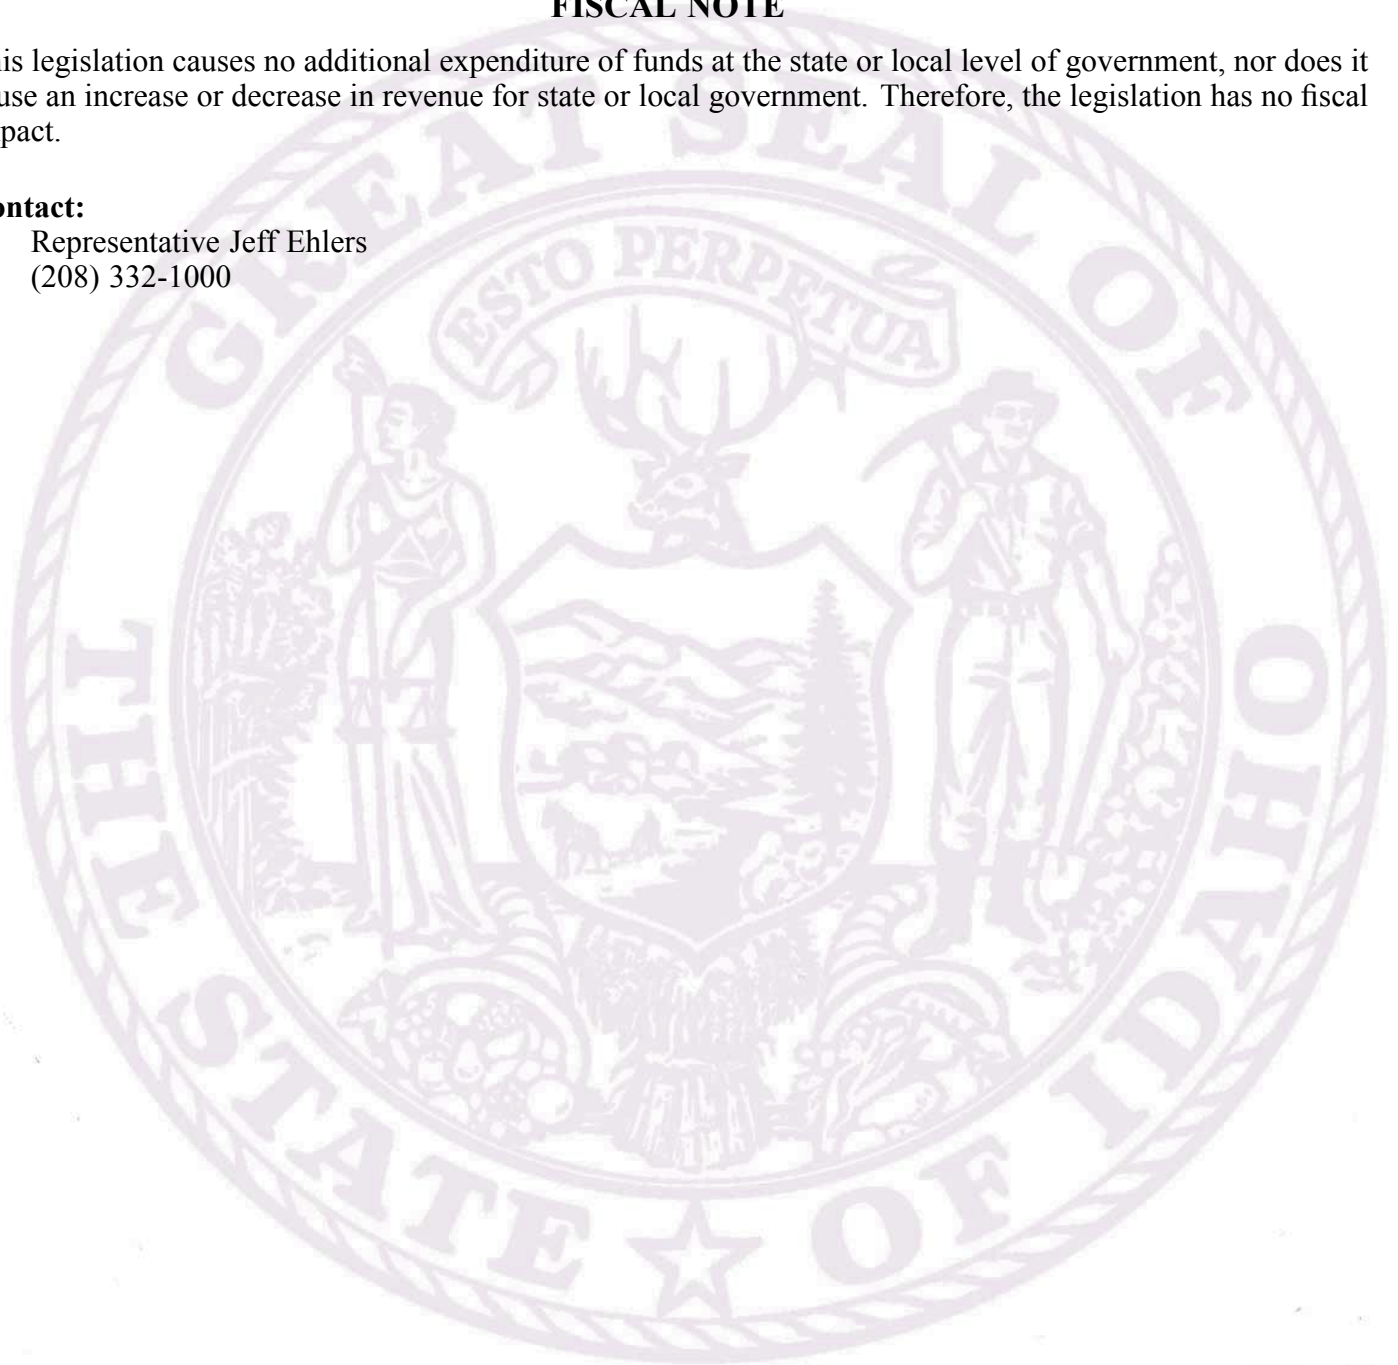 FISCAL NOTE
his legislation causes no additional expenditure of funds at the state or local level of government, nor does it
use an increase or decrease in revenue for state or local government. Therefore, the legislation has no fiscal
pact.
ontact:
Representative Jeff Ehlers
(208) 332-1000
GREAT SEAL OF
ESTO PERPETUA
THE
STATE OF IDAHO